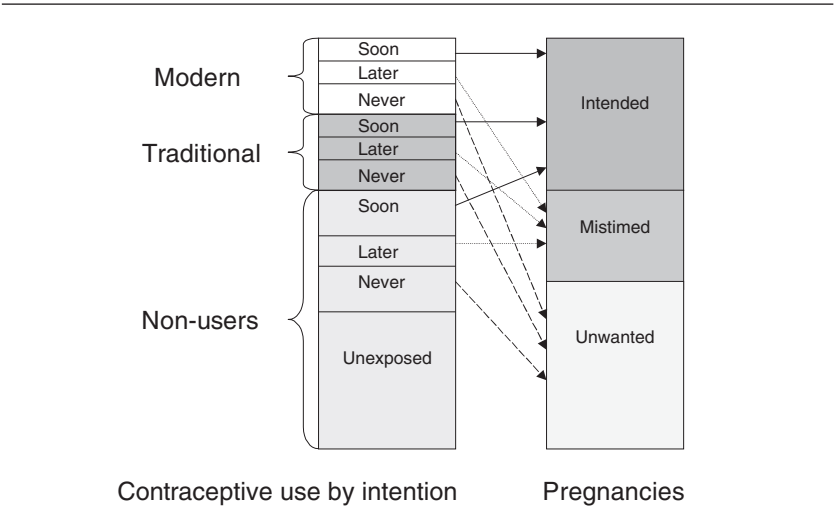 Modern
Soon
Later
Never
Traditional
Soon
Later
Never
Non-users
Soon
Later
Never
Unexposed
Intended
Mistimed
Unwanted
Contraceptive use by intention
Pregnancies